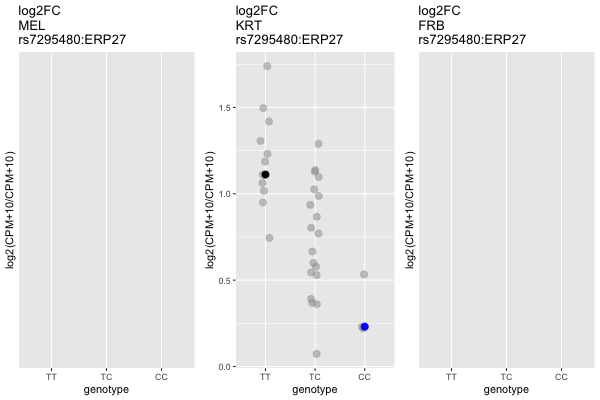 log2FC
MEL
rs7295480:ERP27
log2(CPM+10/CPM+10)
TT TC CC
genotype
log2FC
KRT
rs7295480:ERP27
log2(CPM+10/CPM+10)
1.5
1.0
0.5
0.0
TT TC CC
genotype
log2FC
FRB
rs7295480:ERP27
log2(CPM+10/CPM+10)
TT TC CC
genotype